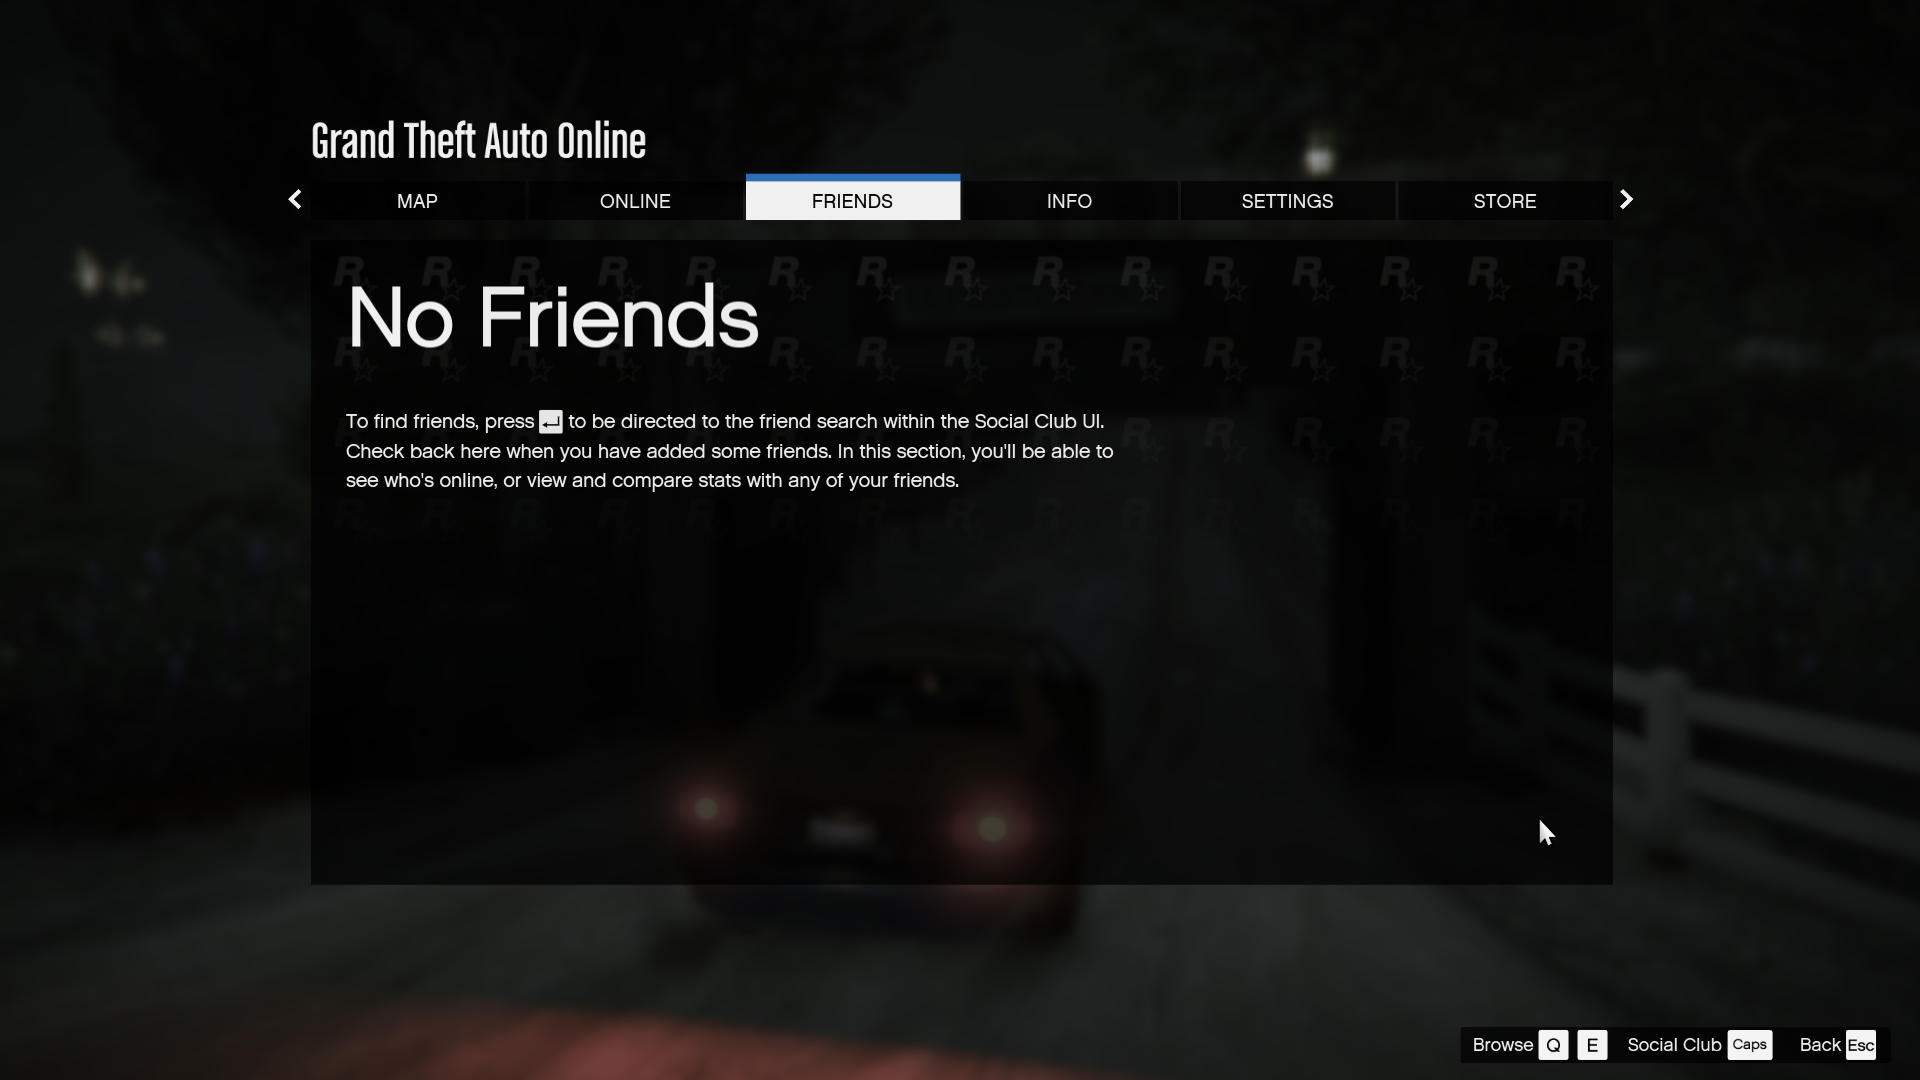 Grand Theft Auto Online
MAP ONLINE FRIENDS INFO SETTINGS STORE
No Friends
To find friends, press to be directed to the friend search within the Social Club UI.
Check back here when you have added some friends. In this section, you'll be able to
see who's online, or view and compare stats with any of your friends.
Browse Q E Social Club Caps Back Esc